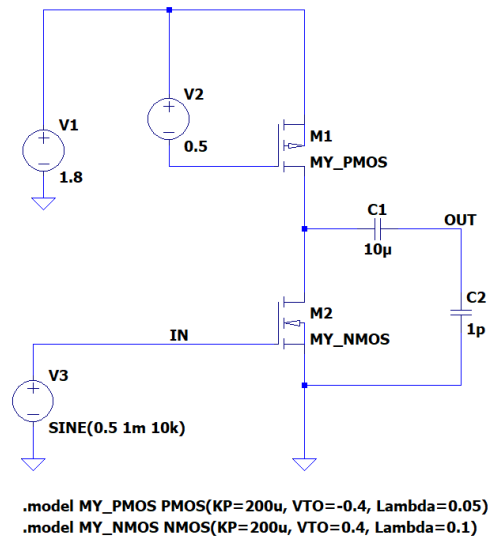 V2
V1
0.5
M1
MY_PMOS
1.8
C1
OUT
10µ
C2
1p
M2
MY_NMOS
IN
V3
SINE(0.5 1m 10k)
.model MY_PMOS PMOS(KP=200u, VTO=-0.4, Lambda=0.05)
.model MY_NMOS NMOS(KP=200u, VTO=0.4, Lambda=0.1)